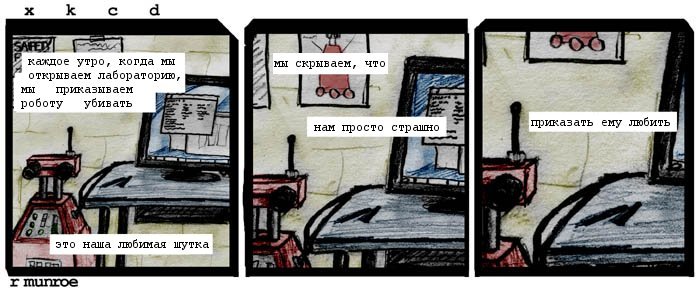 x k c d
SAFETY
каждое утро, когда мы
открываем лабораторию,
мы приказываем
роботу убивать
это наша любимая шутка
мы скрываем, что
нам просто страшно
приказать ему любить
r munroe